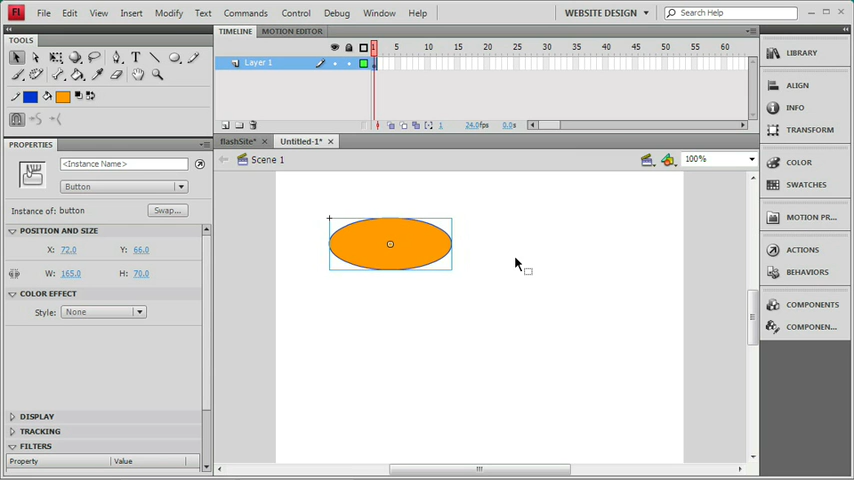 Fl File Edit View Insert Modify Text Commands Control Debug Window Help WEBSITE DESIGN Search Help
TOOLS
TIMELINE MOTION EDITOR
1 5 10 15 20 25 30 35 40 45 50 55 60
Layer 1
1 24.0fps 0.0s
flashSite* × Untitled-1* ×
Scene 1 100%
PROPERTIES
<Instance Name>
Button
Instance of: button Swap...
POSITION AND SIZE
X: 72.0 Y: 66.0
W: 165.0 H: 70.0
COLOR EFFECT
Style: None
DISPLAY
TRACKING
FILTERS
Property Value
LIBRARY
ALIGN
INFO
TRANSFORM
COLOR
SWATCHES
MOTION PR...
ACTIONS
BEHAVIORS
COMPONENTS
COMPONEN...